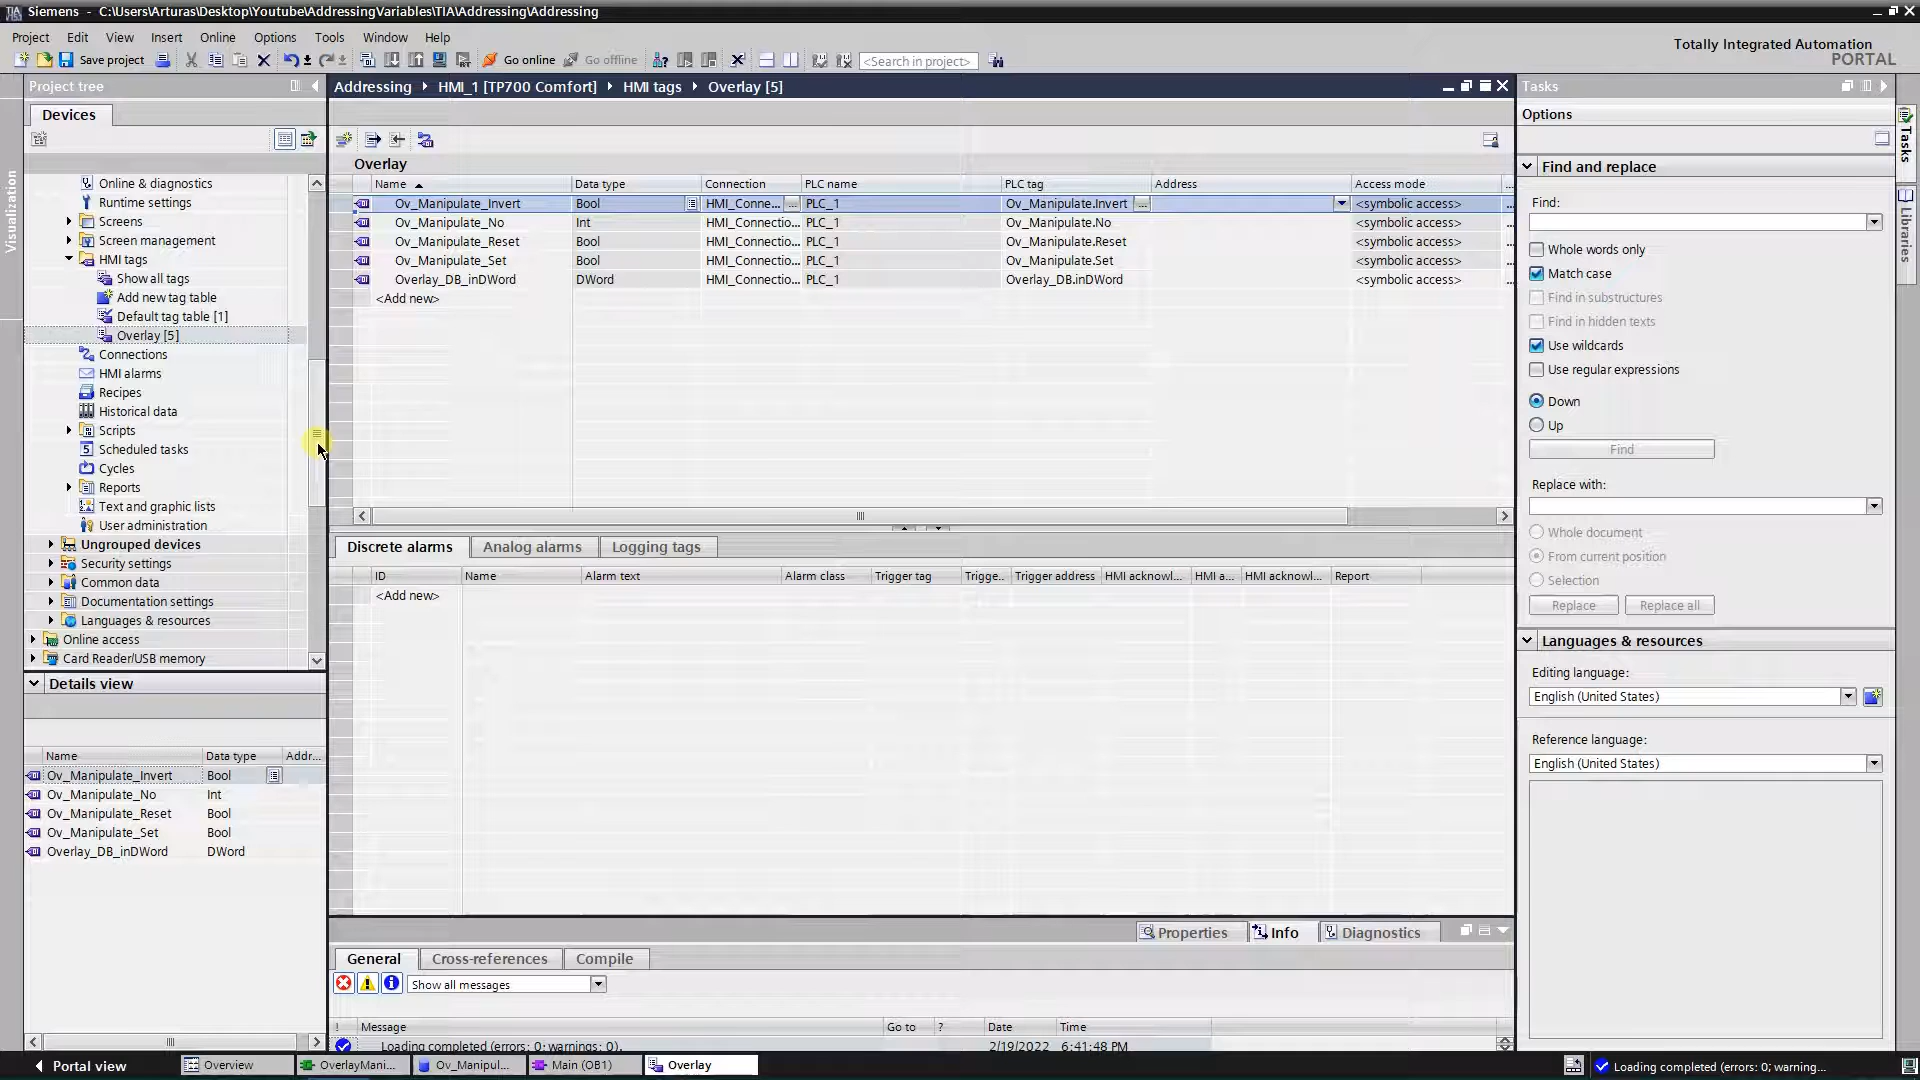 Siemens - C:\Users\Arturas\Desktop\Youtube\AddressingVariables\TIA\Addressing\Addressing
Project Edit View Insert Online Options Tools Window Help
Totally Integrated Automation
PORTAL
Save project
Go online
Go offline
<Search in project>
Project tree
Addressing HMI_1 [TP700 Comfort] HMI tags Overlay [5]
Tasks
Devices
Options
Visualization
Overlay
Find and replace
Name Data type Connection PLC name PLC tag Address Access mode ...
Ov_Manipulate_Invert Bool HMI_Conne... ... PLC_1 Ov_Manipulate.Invert ... <symbolic access> ...
Ov_Manipulate_No Int HMI_Connectio... PLC_1 Ov_Manipulate.No <symbolic access> ...
Ov_Manipulate_Reset Bool HMI_Connectio... PLC_1 Ov_Manipulate.Reset <symbolic access> ...
Ov_Manipulate_Set Bool HMI_Connectio... PLC_1 Ov_Manipulate.Set <symbolic access> ...
Overlay_DB_inDWord DWord HMI_Connectio... PLC_1 Overlay_DB.inDWord <symbolic access> ...
<Add new>
Online & diagnostics
Runtime settings
Screens
Screen management
HMI tags
Show all tags
Add new tag table
Default tag table [1]
Overlay [5]
Connections
HMI alarms
Recipes
Historical data
Scripts
Scheduled tasks
Cycles
Reports
Text and graphic lists
User administration
Ungrouped devices
Security settings
Common data
Documentation settings
Languages & resources
Online access
Card Reader/USB memory
Details view
Name Data type Addr...
Ov_Manipulate_Invert Bool
Ov_Manipulate_No Int
Ov_Manipulate_Reset Bool
Ov_Manipulate_Set Bool
Overlay_DB_inDWord DWord
Discrete alarms Analog alarms Logging tags
ID Name Alarm text Alarm class Trigger tag Trigge.. Trigger address HMI acknowl... HMI a... HMI acknowl... Report
<Add new>
Properties Info Diagnostics
General Cross-references Compile
Show all messages
! Message Go to ? Date Time
Loading completed (errors: 0; warnings: 0). 2/19/2022 6:41:48 PM
Find:
Whole words only
Match case
Find in substructures
Find in hidden texts
Use wildcards
Use regular expressions
Down
Up
Find
Replace with:
Whole document
From current position
Selection
Replace Replace all
Languages & resources
Editing language:
English (United States)
Reference language:
English (United States)
Tasks
Libraries
Portal view Overview OverlayMani... Ov_Manipul... Main (OB1) Overlay Loading completed (errors: 0; warning...